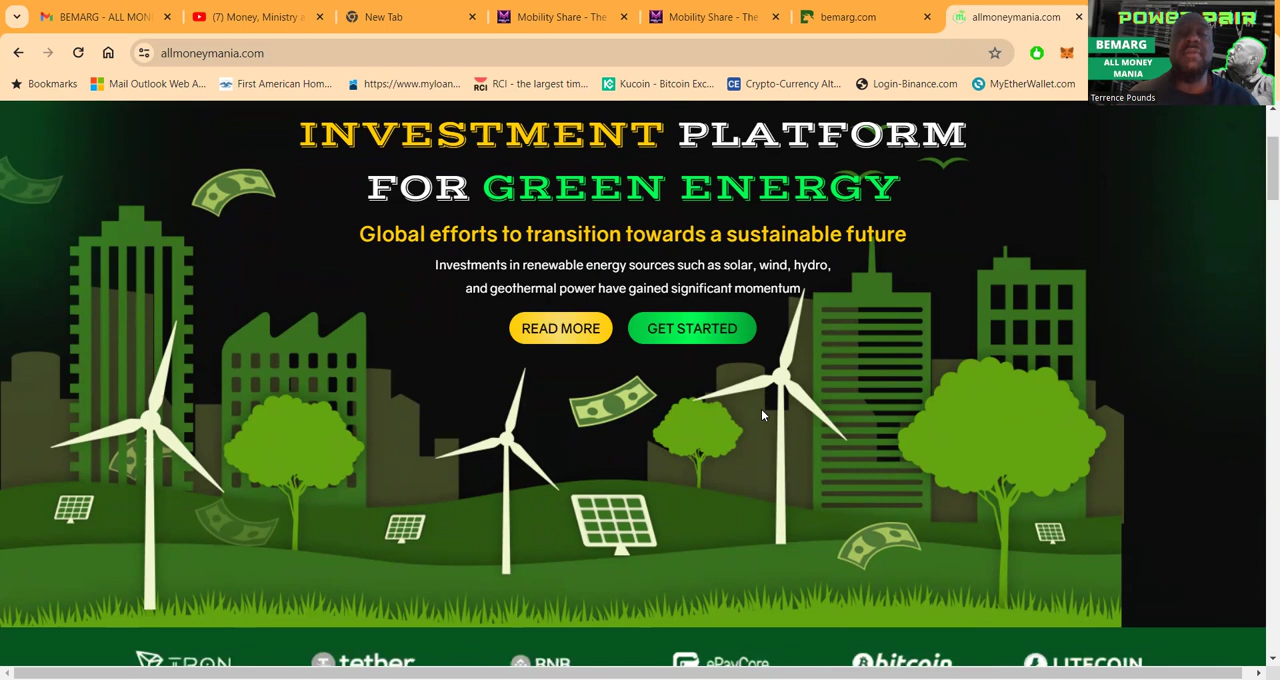 BEMARG - ALL MON
(7) Money, Ministry a
New Tab
Mobility Share - The
Mobility Share - The
bemarg.com
allmoneymania.com
allmoneymania.com
Bookmarks
Mail Outlook Web A...
First American Hom...
https://www.myloan...
RCI - the largest tim...
Kucoin - Bitcoin Exc...
Crypto-Currency Alt...
Login-Binance.com
MyEtherWallet.com
POWER PAIR
BEMARG
ALL MONEY
MANIA
Terrence Pounds
INVESTMENT PLATFORM
FOR GREEN ENERGY
Global efforts to transition towards a sustainable future
Investments in renewable energy sources such as solar, wind, hydro,
and geothermal power have gained significant momentum
READ MORE
GET STARTED
TRON
tether
BNB
ePayCore
bitcoin
LITECOIN